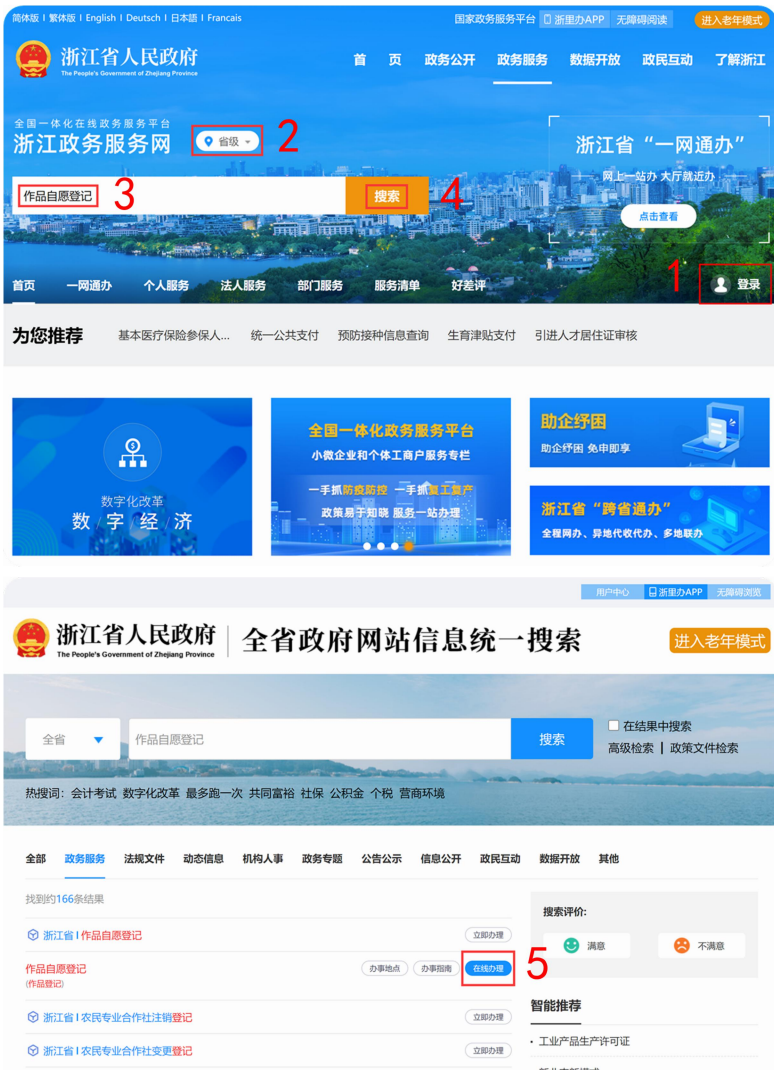 简体版 | 繁体版 | English | Deutsch | 日本語 | Francais
国家政务服务平台 浙里办APP 无障碍阅读 进入老年模式
浙江省人民政府
The People's Government of Zhejiang Province
首 页 政务公开 政务服务 数据开放 政民互动 了解浙江
全国一体化在线政务服务平台
浙江政务服务网 省级 2
浙江省“一网通办”
网上一站办 大厅就近办
点击查看
作品自愿登记 3 搜索 4
1
首页 一网通办 个人服务 法人服务 部门服务 服务清单 好差评 登录
为您推荐 基本医疗保险参保人... 统一公共支付 预防接种信息查询 生育津贴支付 引进人才居住证审核
数字化改革
数/字/经/济
全国一体化政务服务平台
小微企业和个体工商户服务专栏
一手抓防疫防控 一手抓复工复产
政策易于知晓 服务一站办理
助企纾困
助企纾困 免申即享
浙江省“跨省通办”
全程网办、异地代收代办、多地联办
用户中心 浙里办APP 无障碍浏览
浙江省人民政府 | 全省政府网站信息统一搜索 进入老年模式
The People's Government of Zhejiang Province
全省 作品自愿登记 搜索
在结果中搜索
高级检索 | 政策文件检索
热搜词: 会计考试 数字化改革 最多跑一次 共同富裕 社保 公积金 个税 营商环境
全部 政务服务 法规文件 动态信息 机构人事 政务专题 公告公示 信息公开 政民互动 数据开放 其他
找到约166条结果
浙江省 | 作品自愿登记 立即办理
作品自愿登记 办事地点 办事指南 在线办理 5
(作品登记)
浙江省 | 农民专业合作社注销登记 立即办理
浙江省 | 农民专业合作社变更登记 立即办理
搜索评价:
满意 不满意
智能推荐
· 工业产品生产许可证